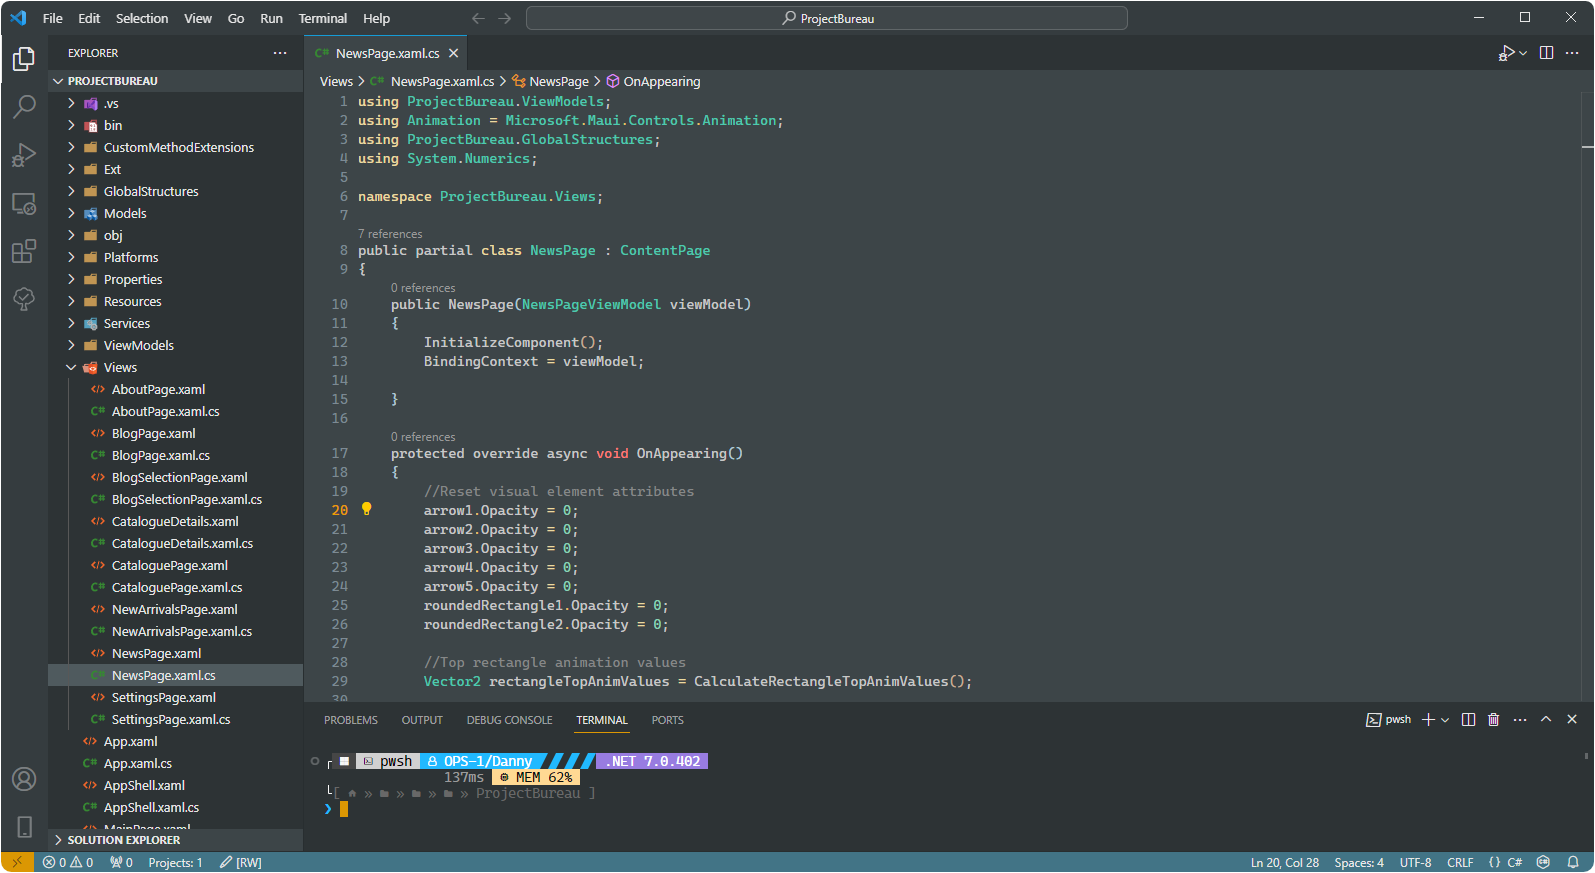 File Edit Selection View Go Run Terminal Help
ProjectBureau
EXPLORER
PROJECTBUREAU
.vs
bin
CustomMethodExtensions
Ext
GlobalStructures
Models
obj
Platforms
Properties
Resources
Services
ViewModels
Views
AboutPage.xaml
C# AboutPage.xaml.cs
BlogPage.xaml
C# BlogPage.xaml.cs
BlogSelectionPage.xaml
C# BlogSelectionPage.xaml.cs
CatalogueDetails.xaml
C# CatalogueDetails.xaml.cs
CataloguePage.xaml
C# CataloguePage.xaml.cs
NewArrivalsPage.xaml
C# NewArrivalsPage.xaml.cs
NewsPage.xaml
C# NewsPage.xaml.cs
SettingsPage.xaml
C# SettingsPage.xaml.cs
App.xaml
C# App.xaml.cs
AppShell.xaml
C# AppShell.xaml.cs
MainPage.xaml
SOLUTION EXPLORER
C# NewsPage.xaml.cs
Views > C# NewsPage.xaml.cs > NewsPage > OnAppearing
1 using ProjectBureau.ViewModels;
2 using Animation = Microsoft.Maui.Controls.Animation;
3 using ProjectBureau.GlobalStructures;
4 using System.Numerics;
5
6 namespace ProjectBureau.Views;
7
7 references
8 public partial class NewsPage : ContentPage
9 {
0 references
10 public NewsPage(NewsPageViewModel viewModel)
11 {
12 InitializeComponent();
13 BindingContext = viewModel;
14
15 }
16
0 references
17 protected override async void OnAppearing()
18 {
19 //Reset visual element attributes
20 arrow1.Opacity = 0;
21 arrow2.Opacity = 0;
22 arrow3.Opacity = 0;
23 arrow4.Opacity = 0;
24 arrow5.Opacity = 0;
25 roundedRectangle1.Opacity = 0;
26 roundedRectangle2.Opacity = 0;
27
28 //Top rectangle animation values
29 Vector2 rectangleTopAnimValues = CalculateRectangleTopAnimValues();
30
PROBLEMS OUTPUT DEBUG CONSOLE TERMINAL PORTS
pwsh
pwsh OPS-1/Danny .NET 7.0.402
137ms MEM 62%
[ » » » » ProjectBureau ]
❯
0 0 0 Projects: 1 [RW]
Ln 20, Col 28 Spaces: 4 UTF-8 CRLF {} C#